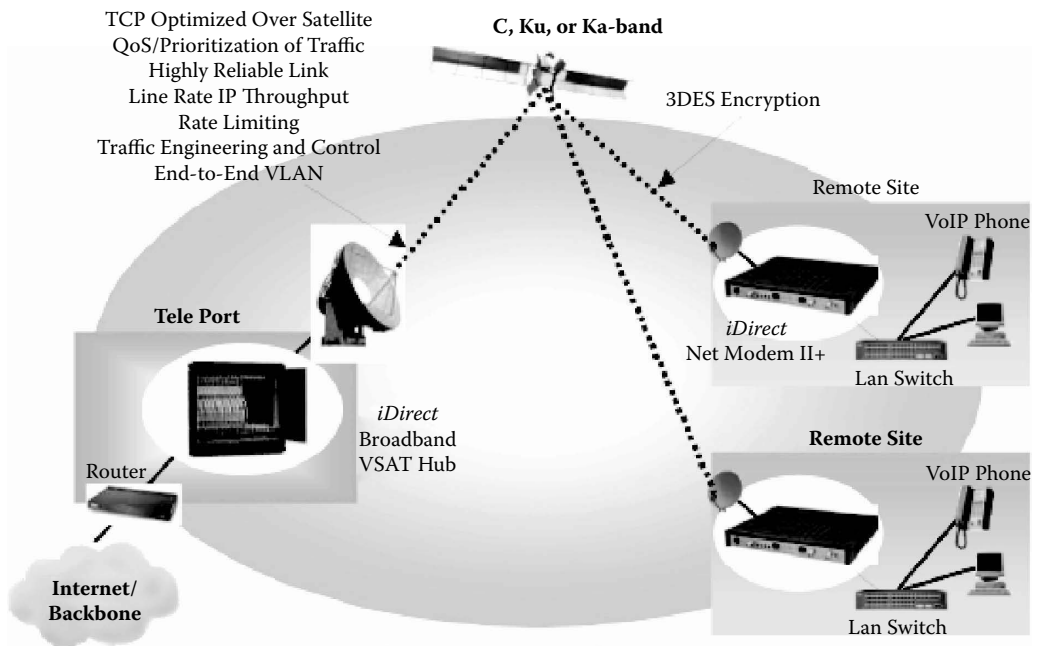 TCP Optimized Over Satellite
QoS/Prioritization of Traffic
Highly Reliable Link
Line Rate IP Throughput
Rate Limiting
Traffic Engineering and Control
End-to-End VLAN
C, Ku, or Ka-band
3DES Encryption
Remote Site
VoIP Phone
iDirect
Net Modem II+
Lan Switch
Tele Port
iDirect
Broadband
VSAT Hub
Router
Internet/
Backbone
Remote Site
VoIP Phone
Lan Switch